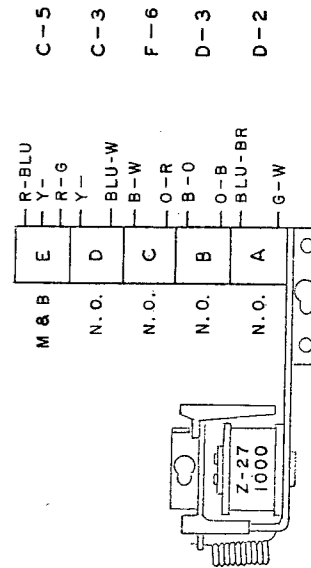 R-BLU
M & B E Y- C-5
R-G
Y-
N.O. D C-3
BLU-W
B-W
N.O. C F-6
O-R
B-O
N.O. B D-3
O-B
BLU-BR
N.O. A D-2
G-W
Z-27
1000